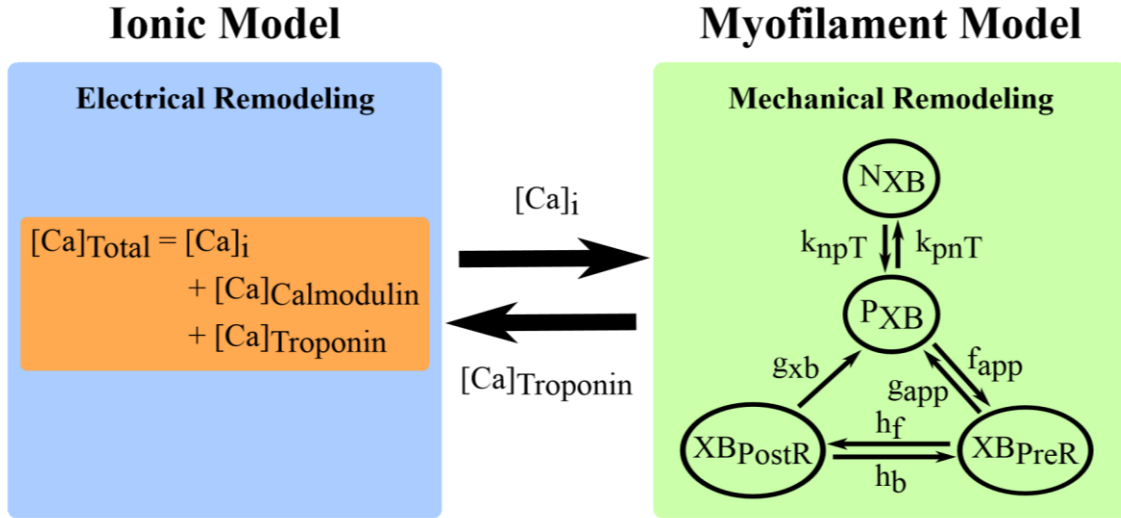 Ionic Model
Electrical Remodeling
[Ca]Total = [Ca]i
+ [Ca]Calmodulin
+ [Ca]Troponin
[Ca]i
[Ca]Troponin
Myofilament Model
Mechanical Remodeling
NXB
knpT kpnT
PXB
gxb gapp fapp
hf
XBPostR XBPreR
hb